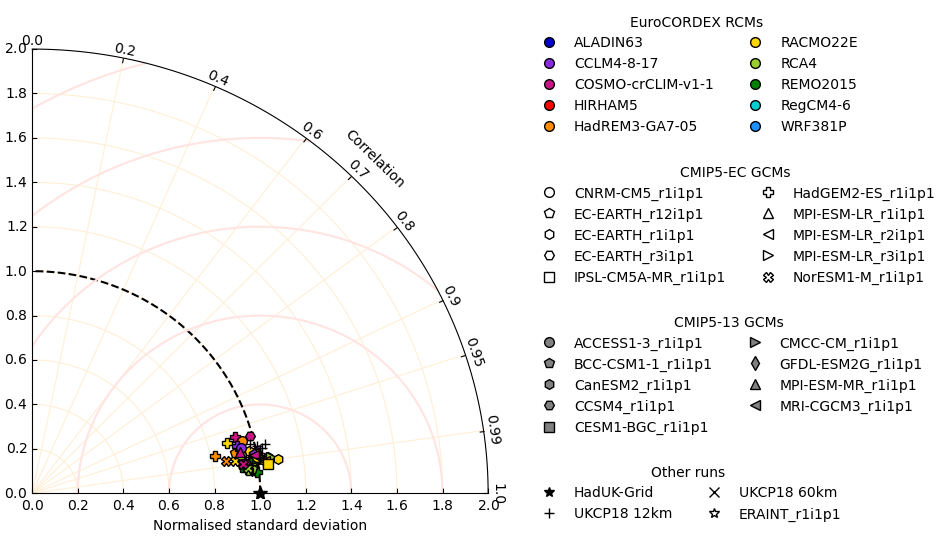 0.0
0.2
0.4
0.6
Correlation
0.7
0.8
0.9
0.95
0.99
1.0
2.0
1.8
1.6
1.4
1.2
1.0
0.8
0.6
0.4
0.2
0.0
0.0 0.2 0.4 0.6 0.8 1.0 1.2 1.4 1.6 1.8 2.0
Normalised standard deviation
EuroCORDEX RCMs
ALADIN63 RACMO22E
CCLM4-8-17 RCA4
COSMO-crCLIM-v1-1 REMO2015
HIRHAM5 RegCM4-6
HadREM3-GA7-05 WRF381P
CMIP5-EC GCMs
CNRM-CM5_r1i1p1 HadGEM2-ES_r1i1p1
EC-EARTH_r12i1p1 MPI-ESM-LR_r1i1p1
EC-EARTH_r1i1p1 MPI-ESM-LR_r2i1p1
EC-EARTH_r3i1p1 MPI-ESM-LR_r3i1p1
IPSL-CM5A-MR_r1i1p1 NorESM1-M_r1i1p1
CMIP5-13 GCMs
ACCESS1-3_r1i1p1 CMCC-CM_r1i1p1
BCC-CSM1-1_r1i1p1 GFDL-ESM2G_r1i1p1
CanESM2_r1i1p1 MPI-ESM-MR_r1i1p1
CCSM4_r1i1p1 MRI-CGCM3_r1i1p1
CESM1-BGC_r1i1p1
Other runs
HadUK-Grid UKCP18 60km
UKCP18 12km ERAINT_r1i1p1